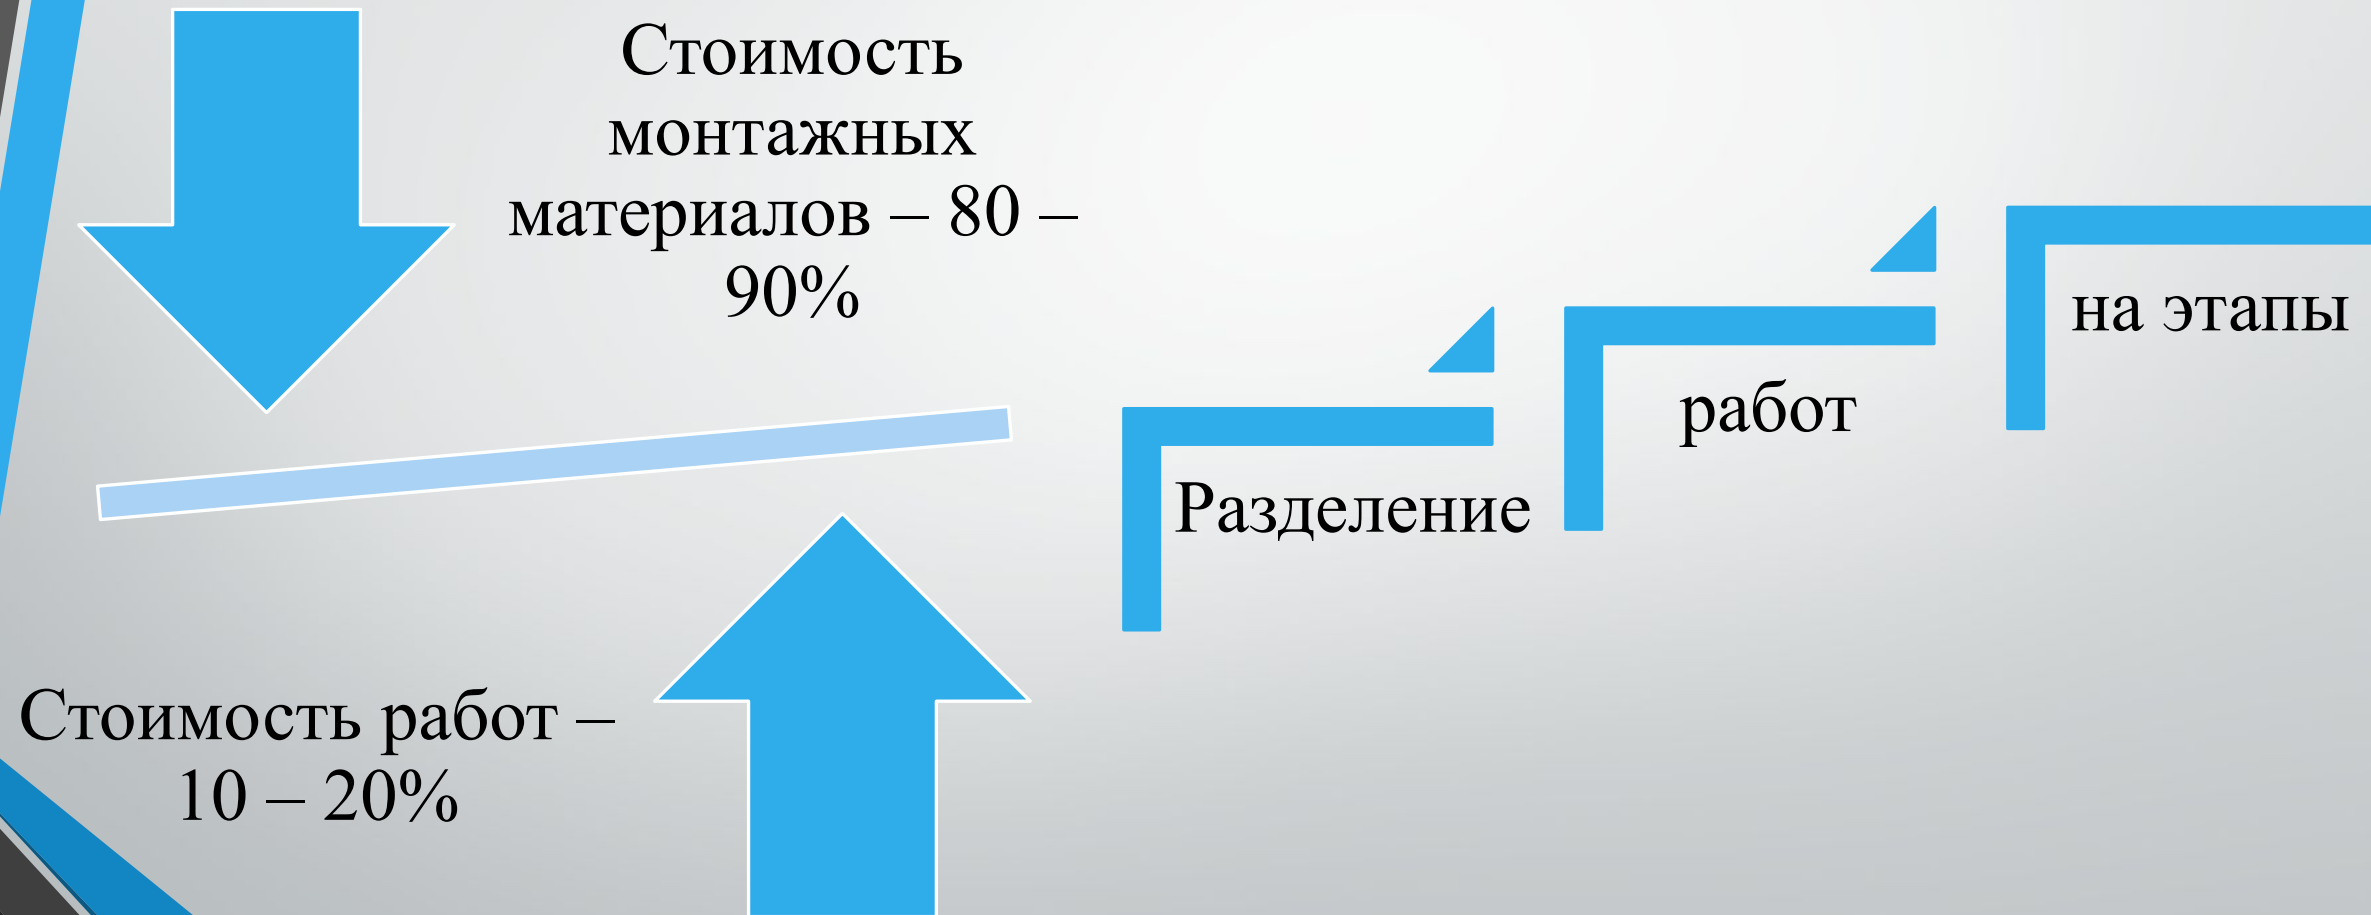 Стоимость
монтажных
материалов – 80 –
90%
Стоимость работ –
10 – 20%
Разделение
работ
на этапы